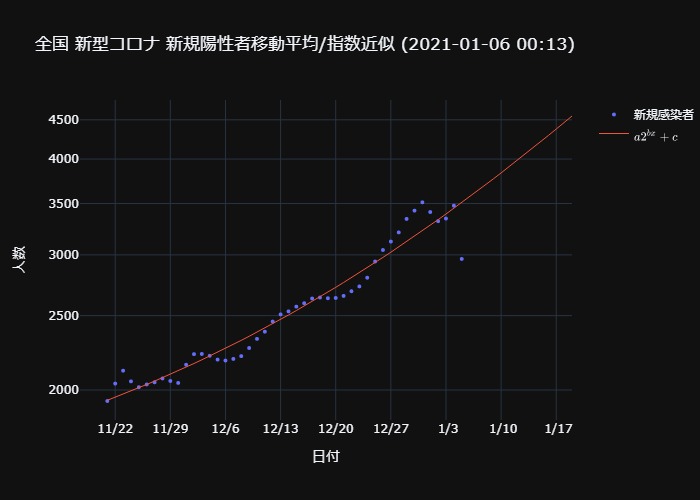 全国 新型コロナ 新規陽性者移動平均/指数近似 (2021-01-06 00:13)
新規感染者
a2^{bx} + c
4500
4000
3500
3000
2500
2000
人数
11/22 11/29 12/6 12/13 12/20 12/27 1/3 1/10 1/17
日付